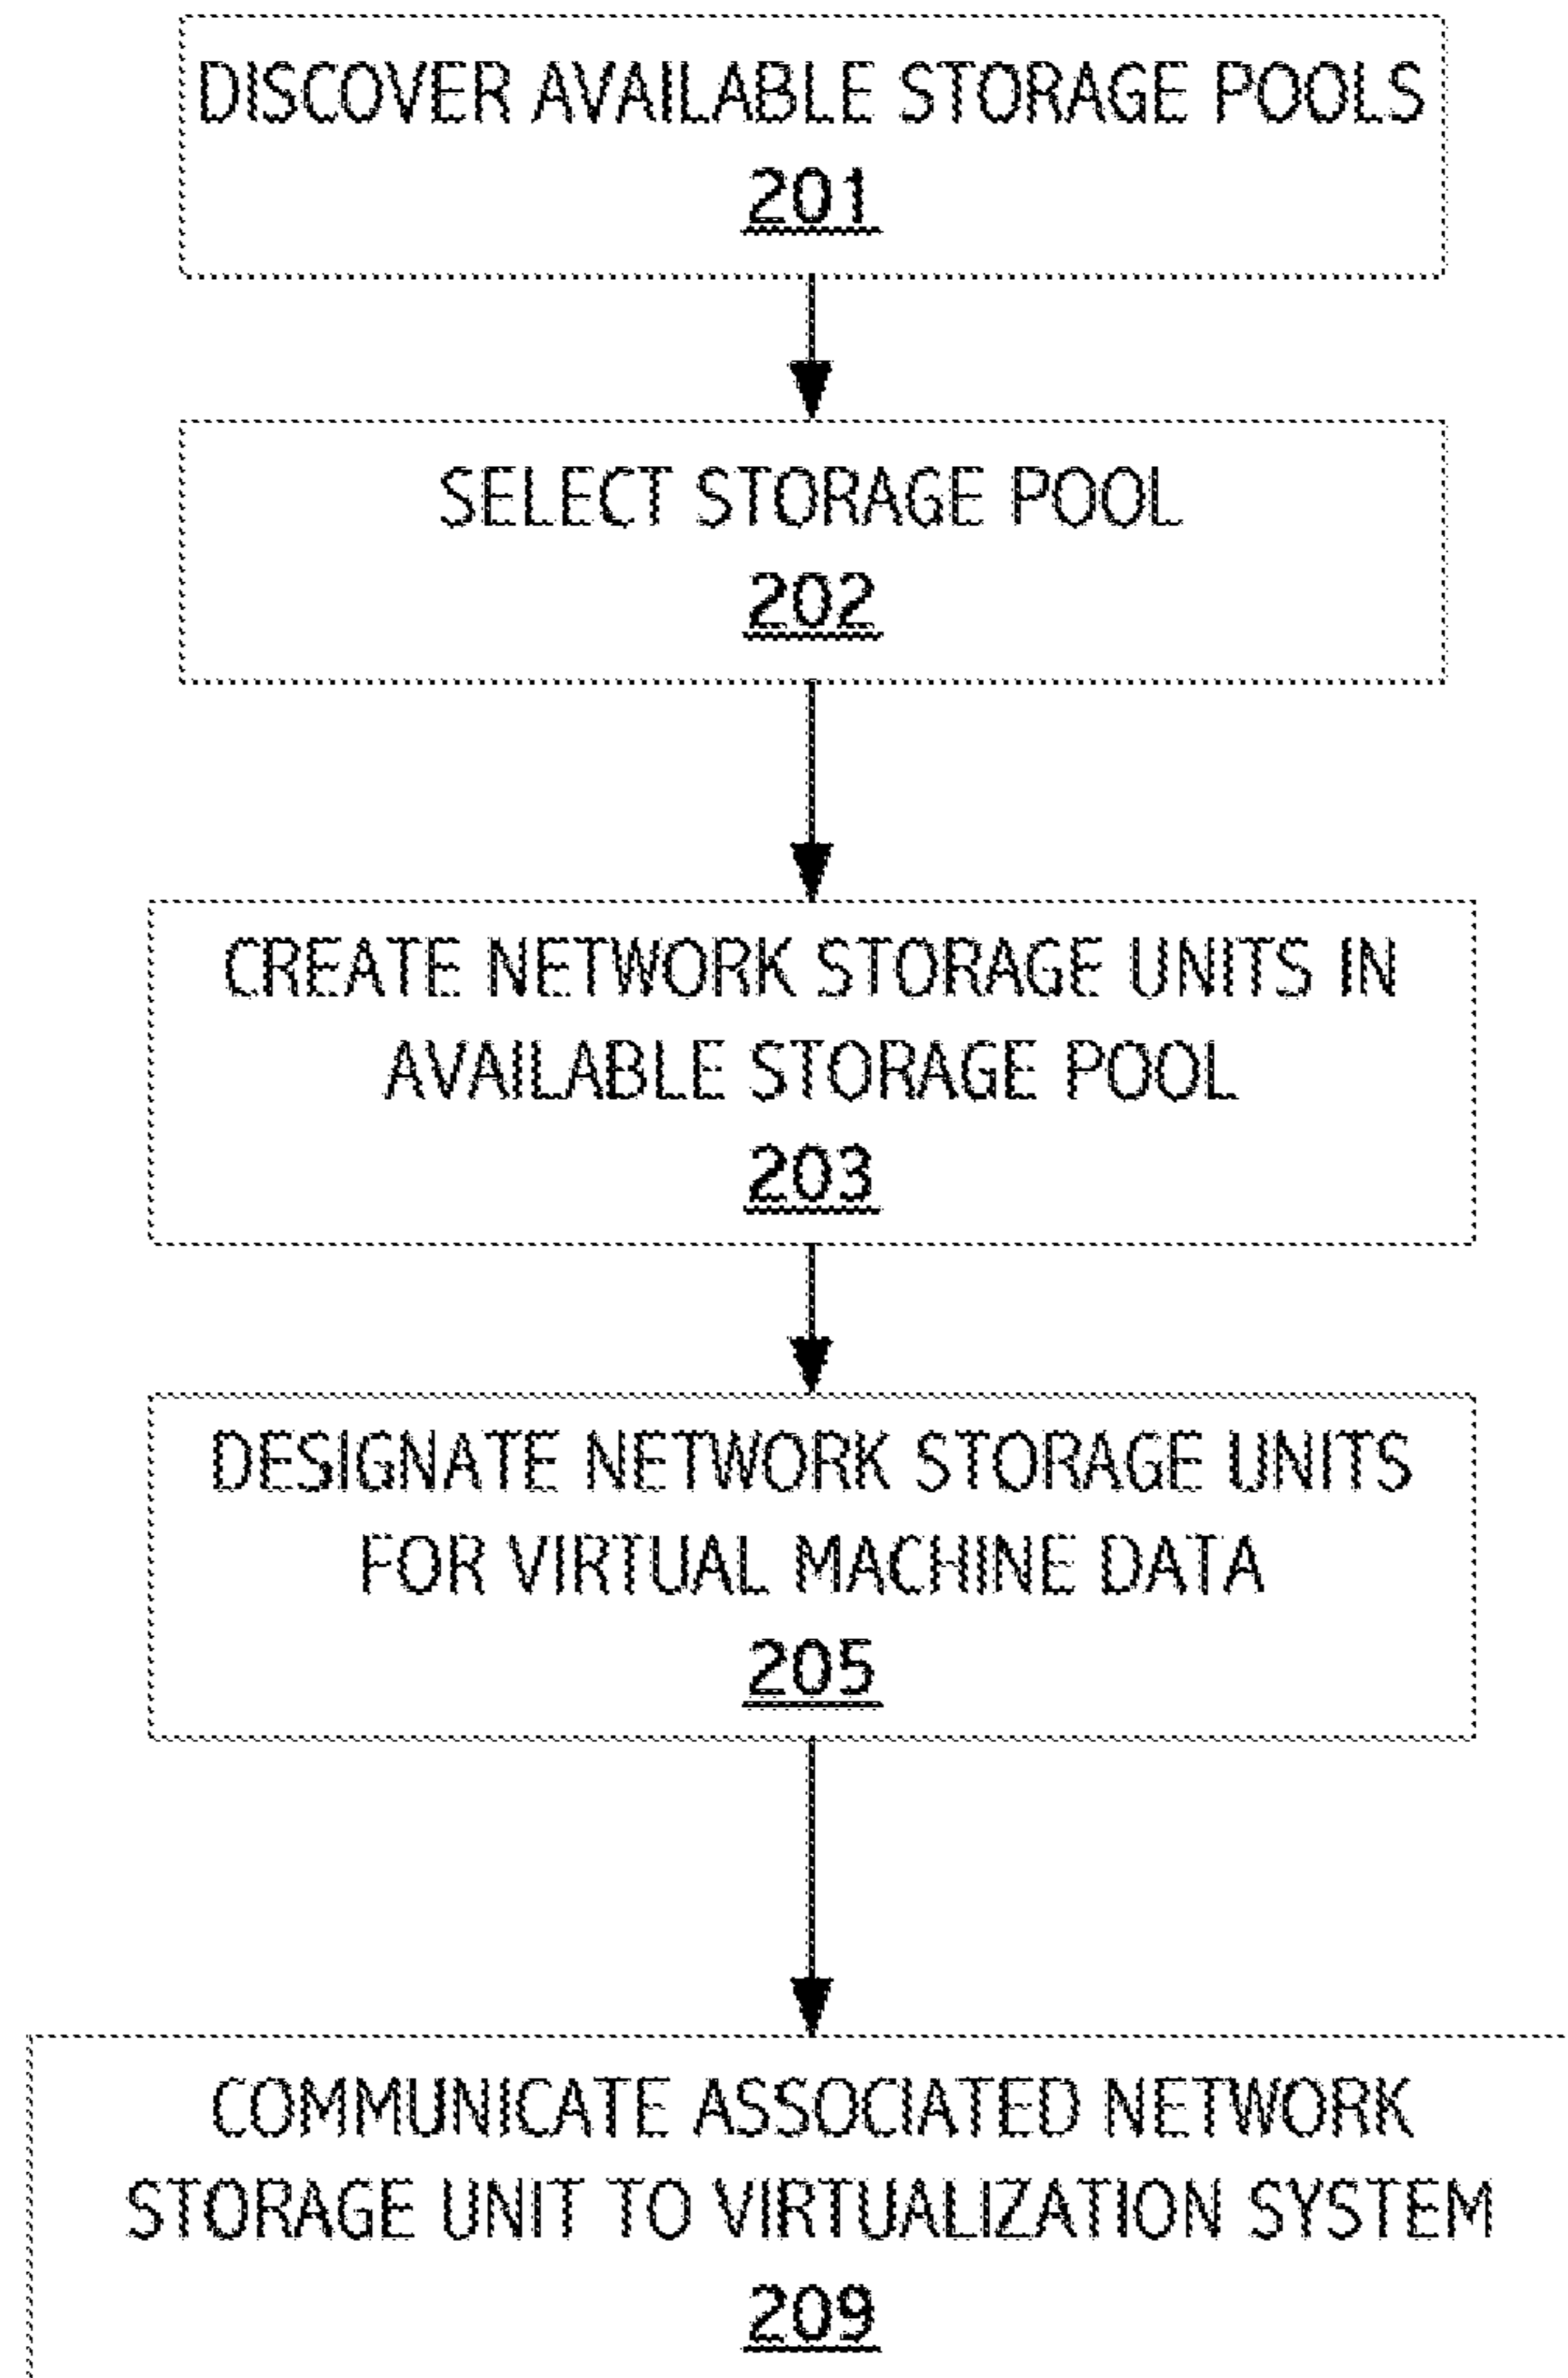 DISCOVER AVAILABLE STORAGE POOLS
201
SELECT STORAGE POOL
202
CREATE NETWORK STORAGE UNITS IN
AVAILABLE STORAGE POOL
203
DESIGNATE NETWORK STORAGE UNITS
FOR VIRTUAL MACHINE DATA
205
COMMUNICATE ASSOCIATED NETWORK
STORAGE UNIT TO VIRTUALIZATION SYSTEM
209